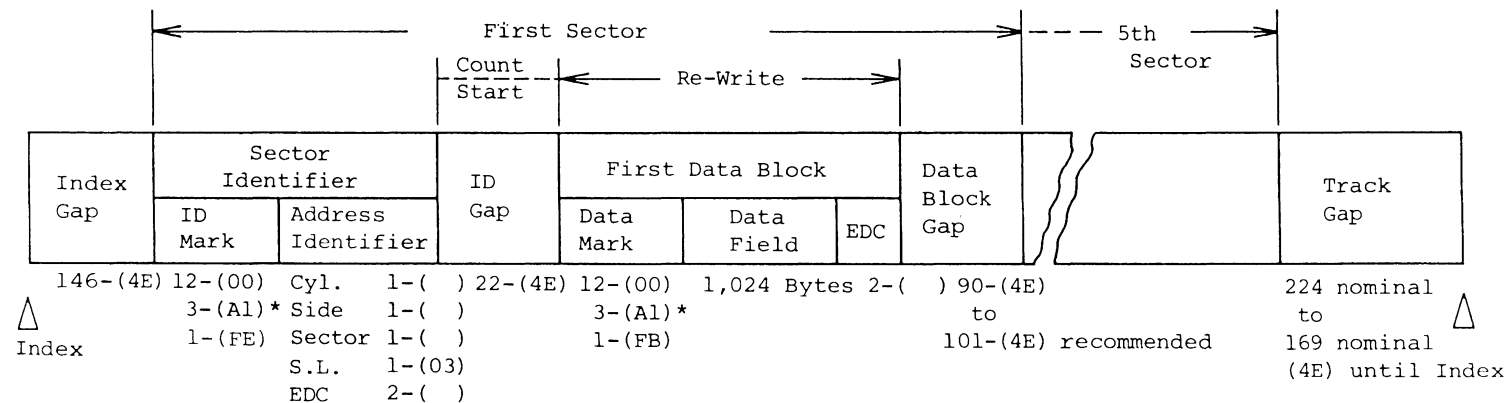 First Sector
5th
Sector
Count
Start
Re-Write
Index
Gap
Sector
Identifier
ID
Mark
Address
Identifier
ID
Gap
First Data Block
Data
Mark
Data
Field
EDC
Data
Block
Gap
Track
Gap
146-(4E) 12-(00) Cyl. 1-( ) 22-(4E) 12-(00) 1,024 Bytes 2-( ) 90-(4E) 224 nominal
3-(A1)* Side 1-( ) 3-(A1)* to to
Index 1-(FE) Sector 1-( ) 1-(FB) 101-(4E) recommended 169 nominal
S.L. 1-(03) (4E) until Index
EDC 2-( )